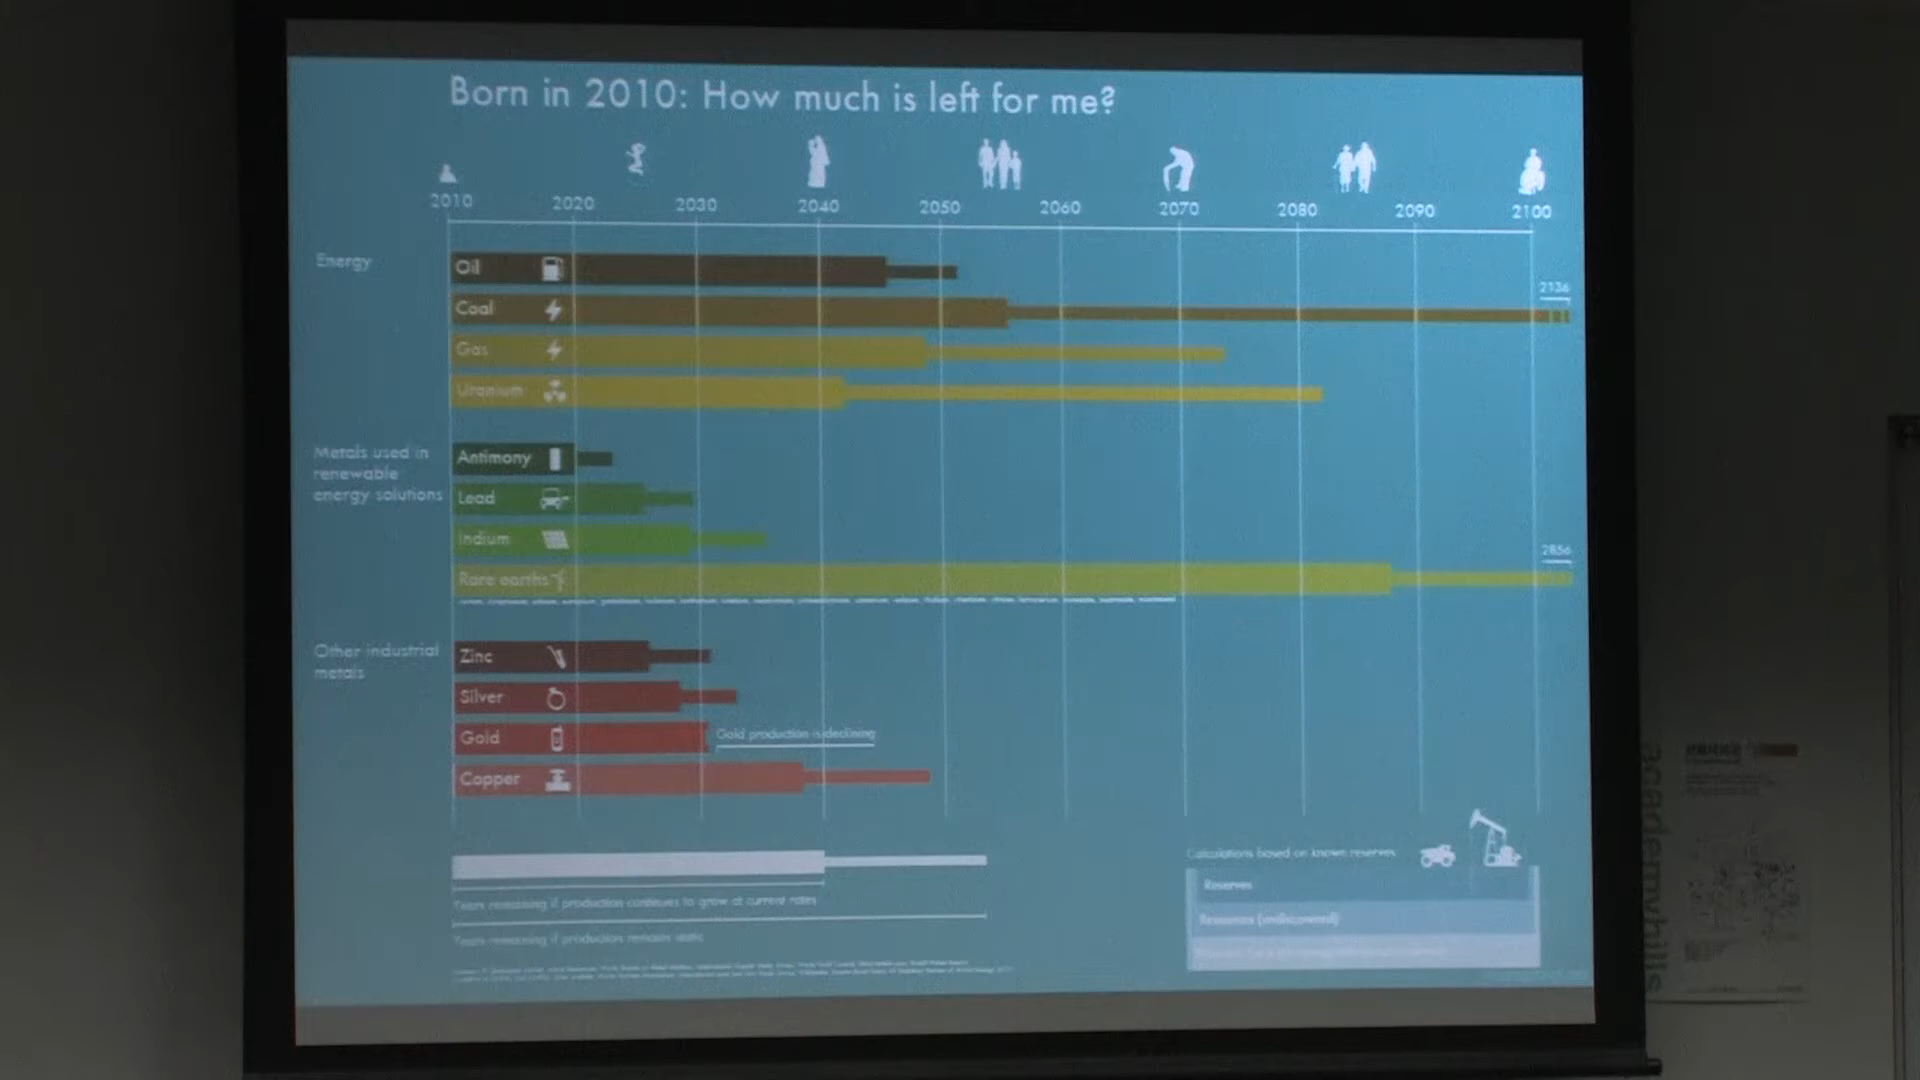 Born in 2010: How much is left for me?
2010 2020 2030 2040 2050 2060 2070 2080 2090 2100
Energy
Oil
2136
Coal
Gas
Uranium
Metals used in
renewable
energy solutions
Antimony
Lead
Indium
2856
Rare earths
Other industrial
metals
Zinc
Silver
Gold
Gold production is declining
Copper
Calculations based on known reserves
Reserves
Years remaining if production continues to grow at current rates
Resources (undiscovered)
Years remaining if production remains static